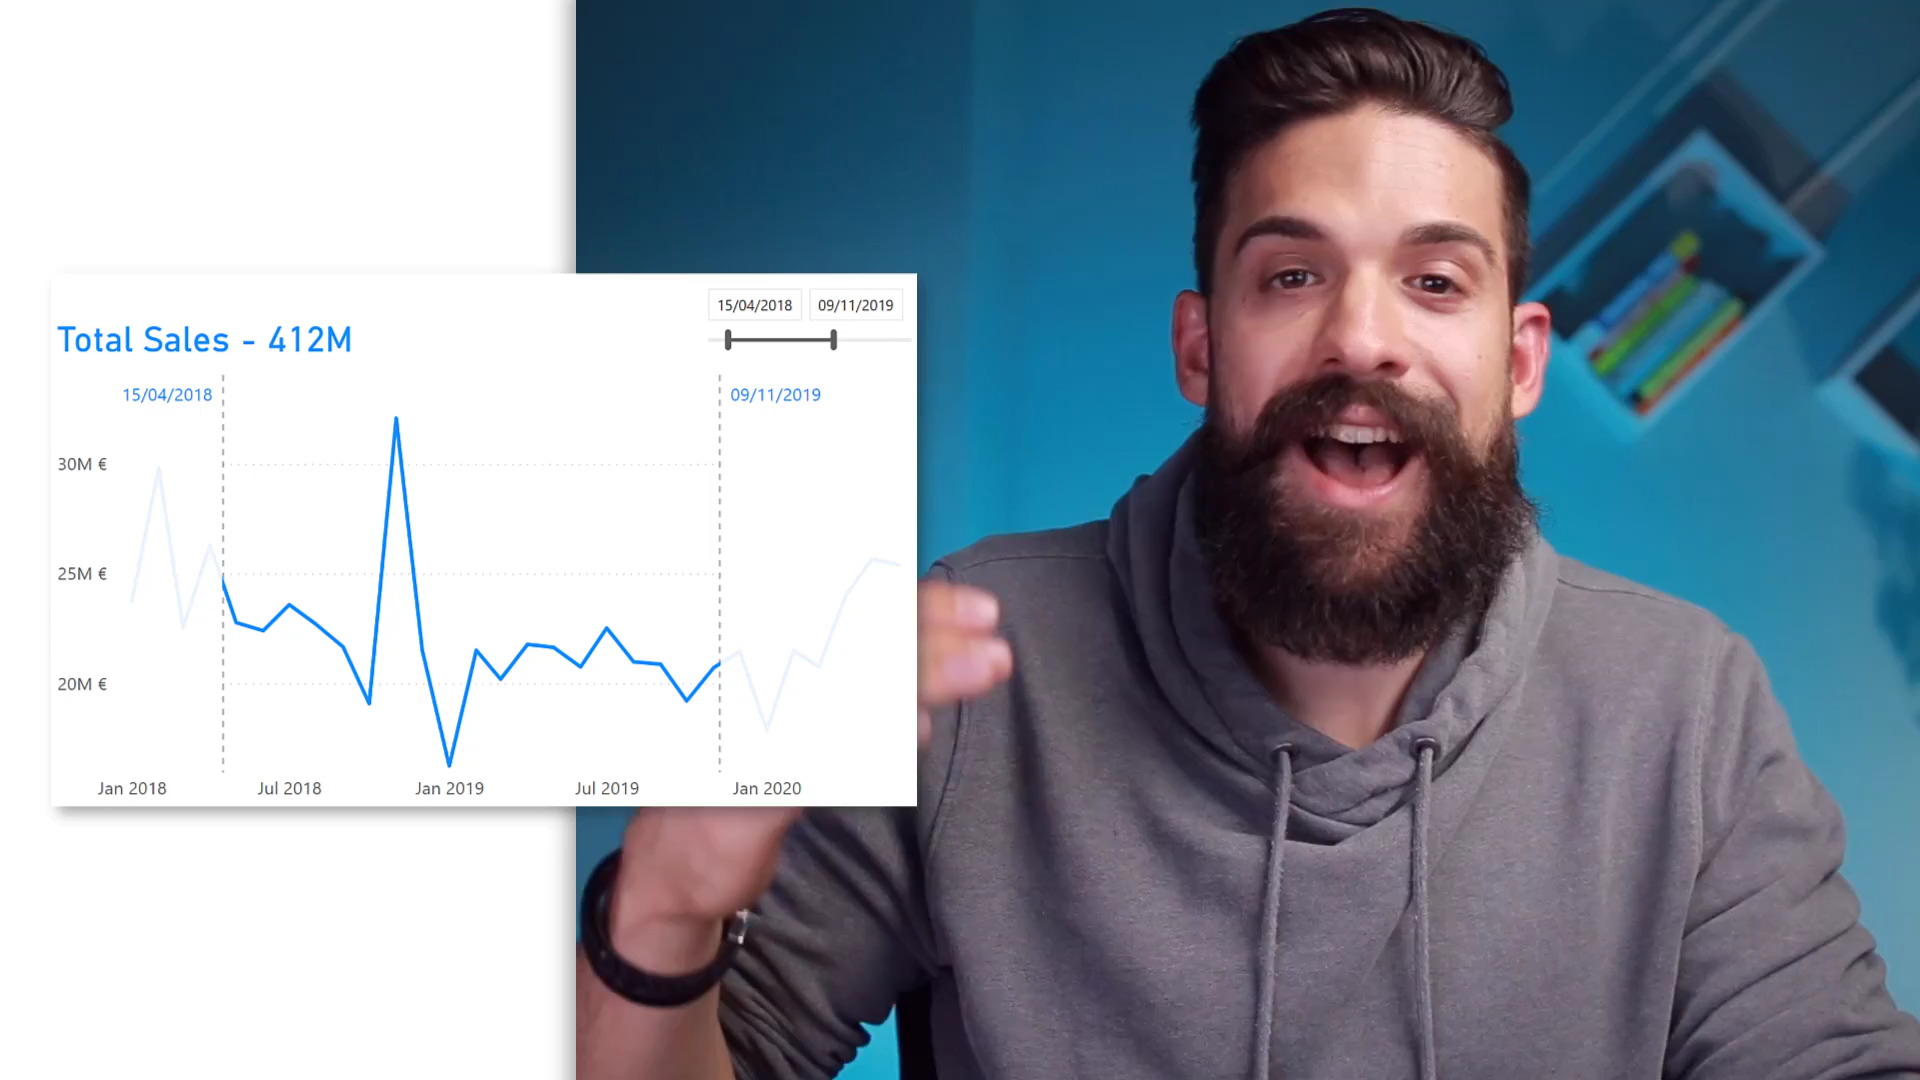 15/04/2018 09/11/2019
Total Sales - 412M
15/04/2018 09/11/2019
30M €
25M €
20M €
Jan 2018 Jul 2018 Jan 2019 Jul 2019 Jan 2020